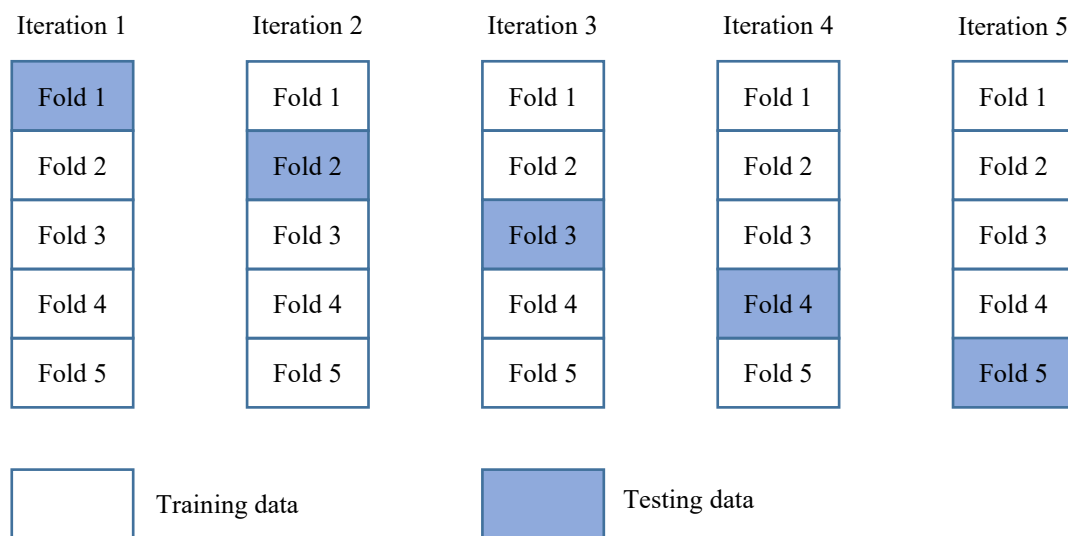 Iteration 1
Iteration 2
Iteration 3
Iteration 4
Iteration 5
Fold 1
Fold 1
Fold 1
Fold 1
Fold 1
Fold 2
Fold 2
Fold 2
Fold 2
Fold 2
Fold 3
Fold 3
Fold 3
Fold 3
Fold 3
Fold 4
Fold 4
Fold 4
Fold 4
Fold 4
Fold 5
Fold 5
Fold 5
Fold 5
Fold 5
Training data
Testing data